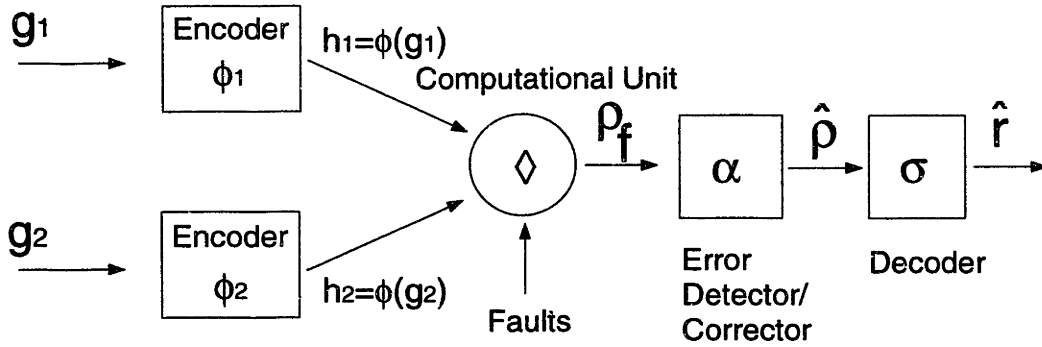 g1
Encoder
ϕ1
h1=ϕ(g1)
Computational Unit
g2
Encoder
ϕ2
h2=ϕ(g2)
◊
Faults
ρf
α
Error
Detector/
Corrector
ρ̂
σ
Decoder
r̂